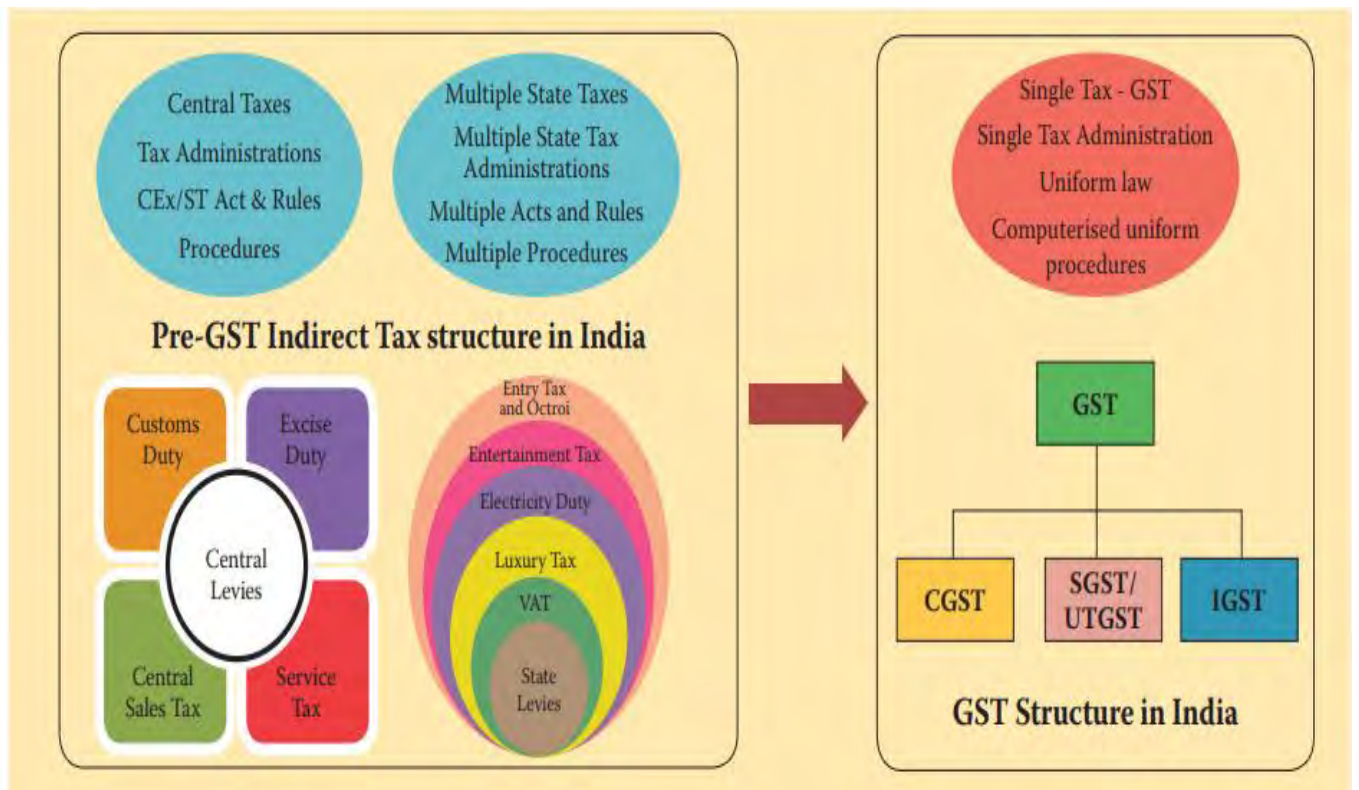 Central Taxes
Tax Administrations
CEx/ST Act & Rules
Procedures
Multiple State Taxes
Multiple State Tax
Administrations
Multiple Acts and Rules
Multiple Procedures
Pre-GST Indirect Tax structure in India
Customs
Duty
Excise
Duty
Central
Levies
Central
Sales Tax
Service
Tax
Entry Tax
and Octroi
Entertainment Tax
Electricity Duty
Luxury Tax
VAT
State
Levies
Single Tax - GST
Single Tax Administration
Uniform law
Computerised uniform
procedures
GST
CGST
SGST/
UTGST
IGST
GST Structure in India